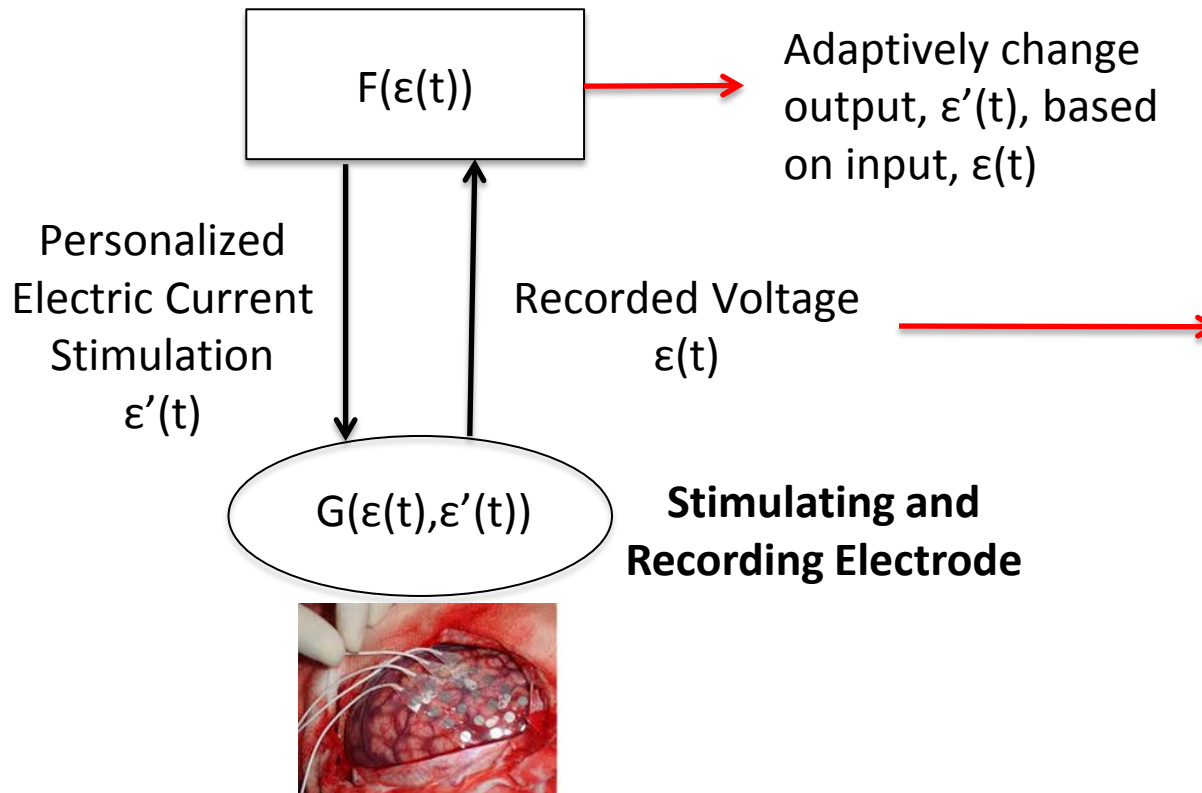 F(ε(t))
Adaptively change
output, ε’(t), based
on input, ε(t)
Personalized
Electric Current
Stimulation
ε’(t)
Recorded Voltage
ε(t)
G(ε(t),ε’(t))
Stimulating and
Recording Electrode